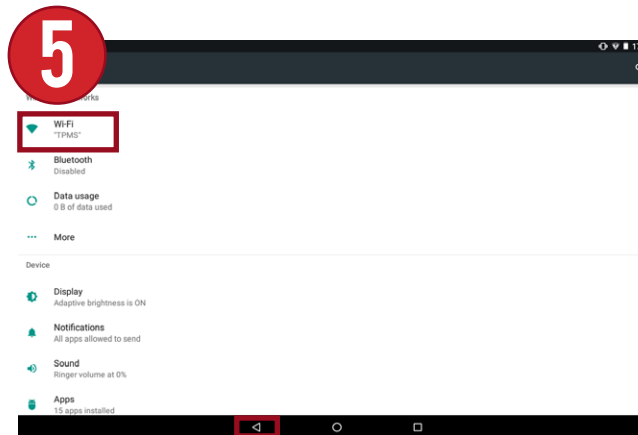 5
Wi-Fi
"TPMS"
Bluetooth
Disabled
Data usage
0 B of data used
More
Device
Display
Adaptive brightness is ON
Notifications
All apps allowed to send
Sound
Ringer volume at 0%
Apps
15 apps installed